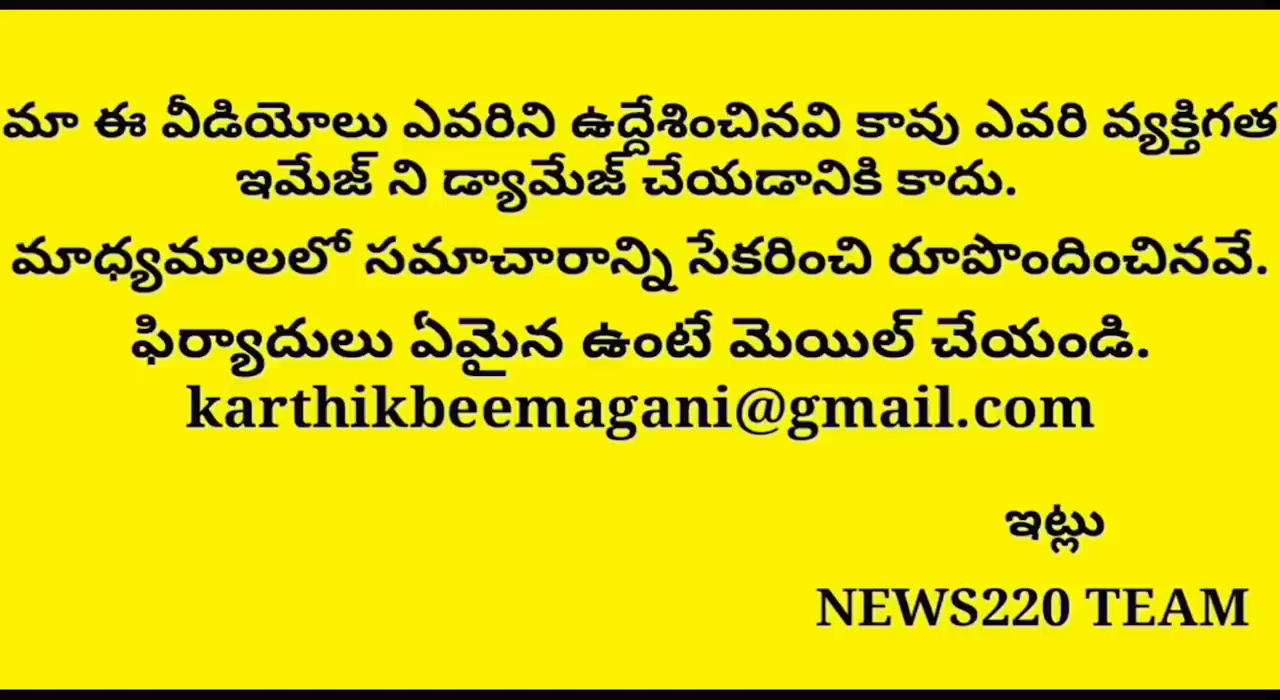 మా ఈ వీడియోలు ఎవరిని ఉద్దేశించినవి కావు ఎవరి వ్యక్తిగత
ఇమేజ్ ని డ్యామేజ్ చేయడానికి కాదు.
మాధ్యమాలలో సమాచారాన్ని సేకరించి రూపొందించినవే.
ఫిర్యాదులు ఏమైన ఉంటే మెయిల్ చేయండి.
karthikbeemagani@gmail.com
ఇట్లు
NEWS220 TEAM